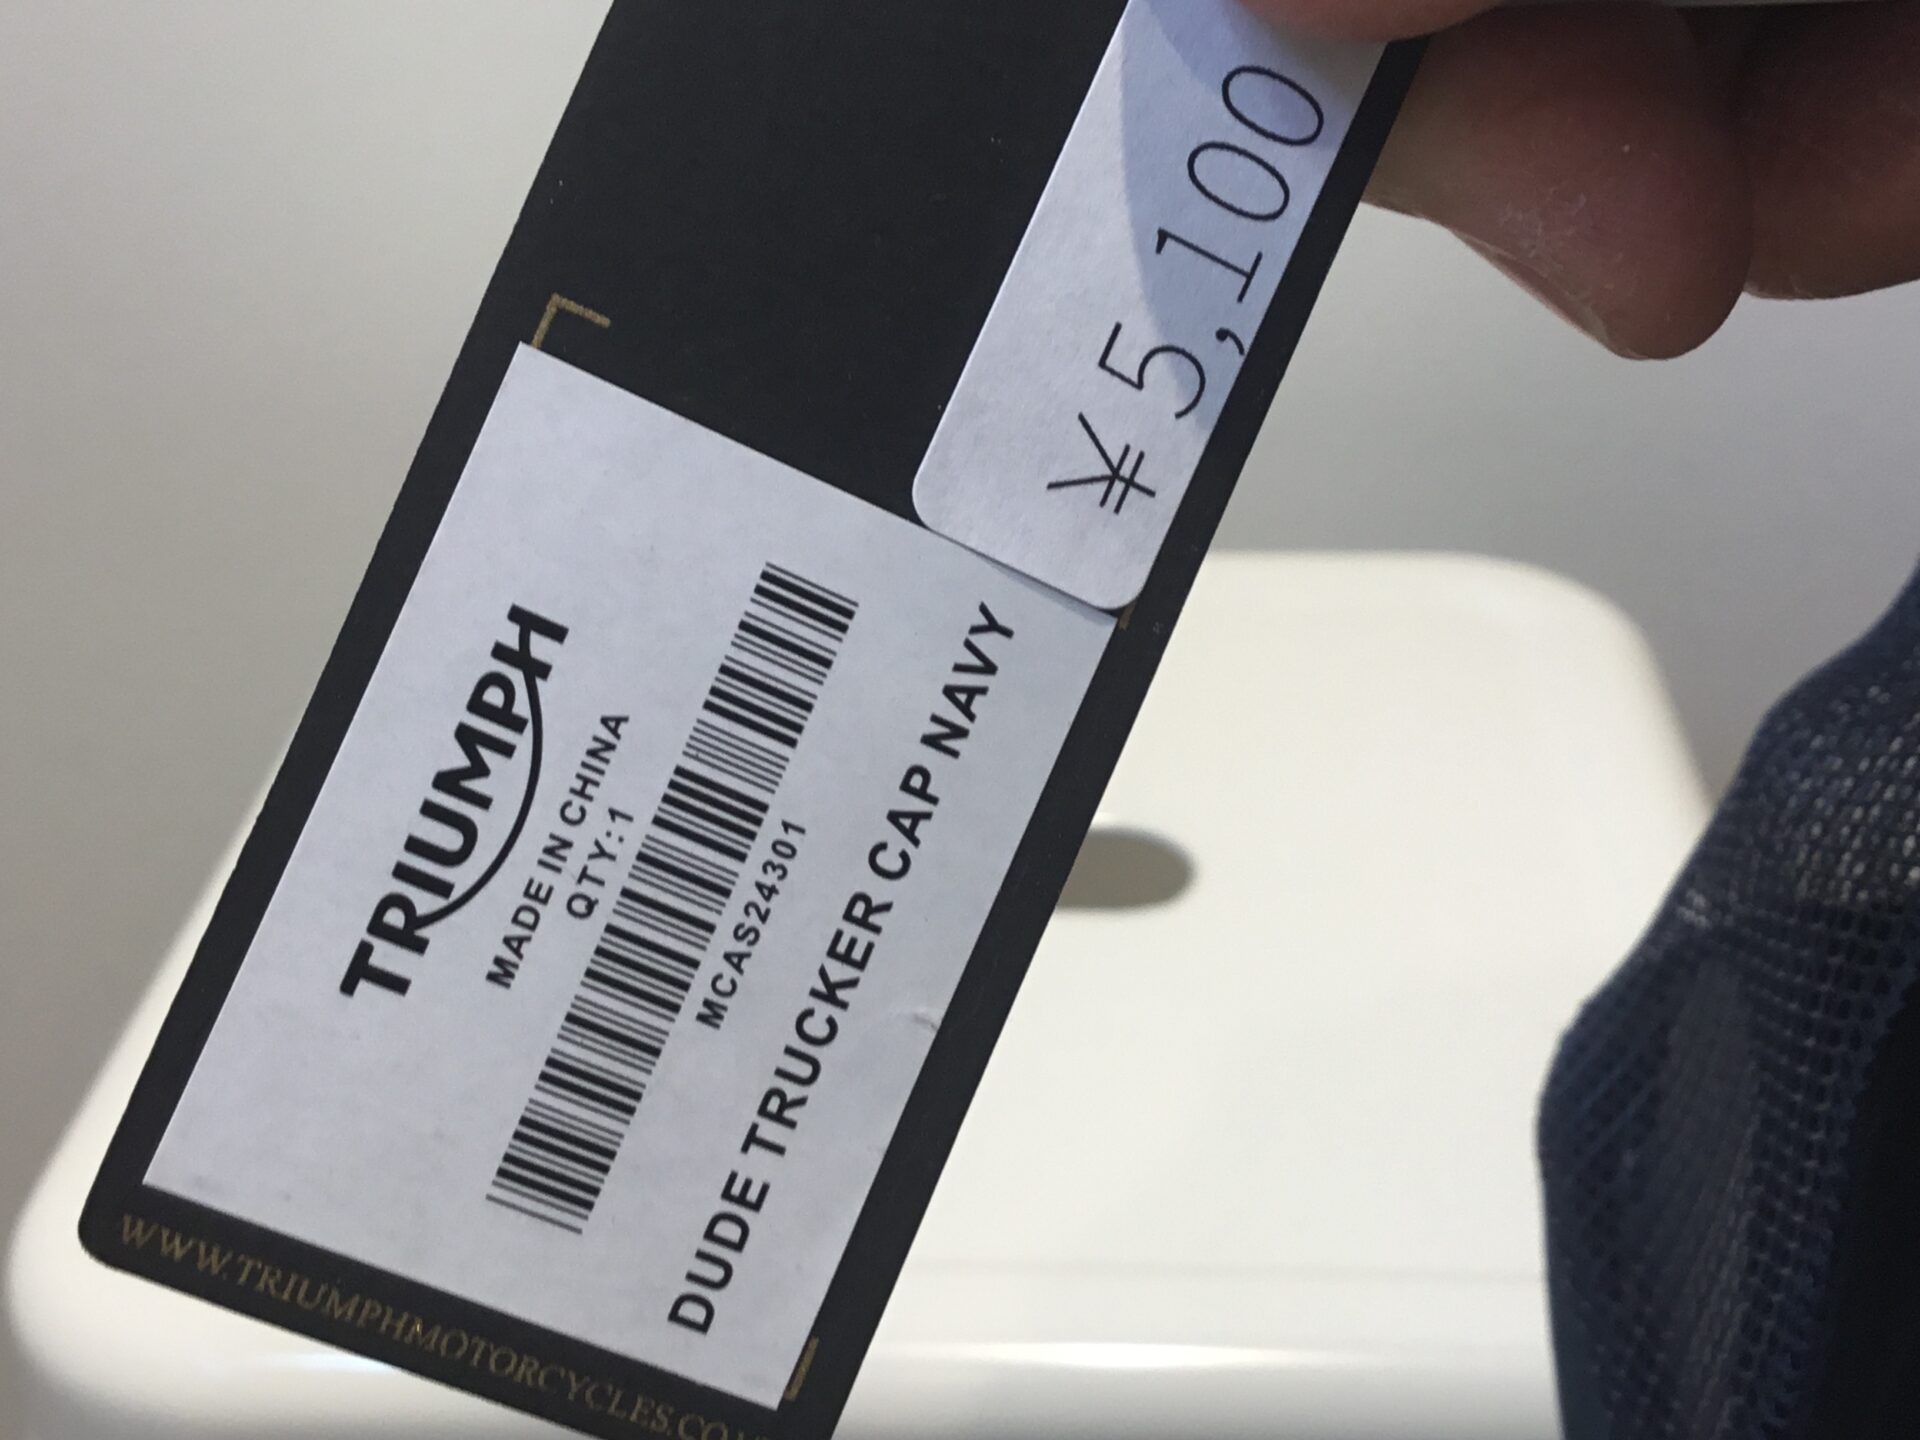 ¥5,100
TRIUMPH
MADE IN CHINA
QTY:1
MCAS24301
DUDE TRUCKER CAP NAVY
WWW.TRIUMPHMOTORCYCLES.CO